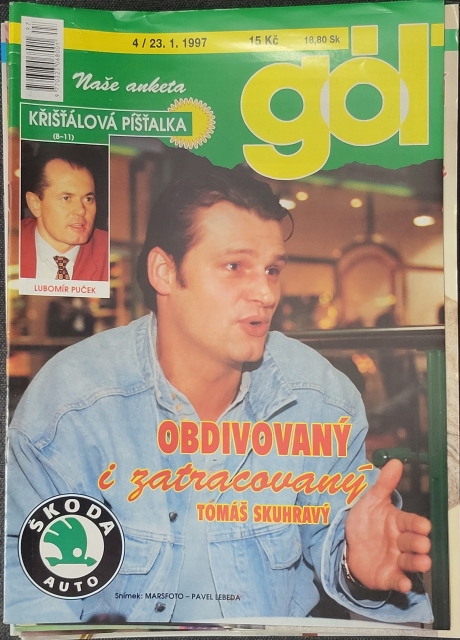 4 / 23. 1. 1997
15 Kč
18,80 Sk
gól
Naše anketa
KŘIŠŤÁLOVÁ PÍŠŤALKA
(8–11)
LUBOMÍR PUČEK
OBDIVOVANÝ
i zatracovaný
TOMÁŠ SKUHRAVÝ
ŠKODA
AUTO
Snímek: MARSFOTO – PAVEL LEBEDA